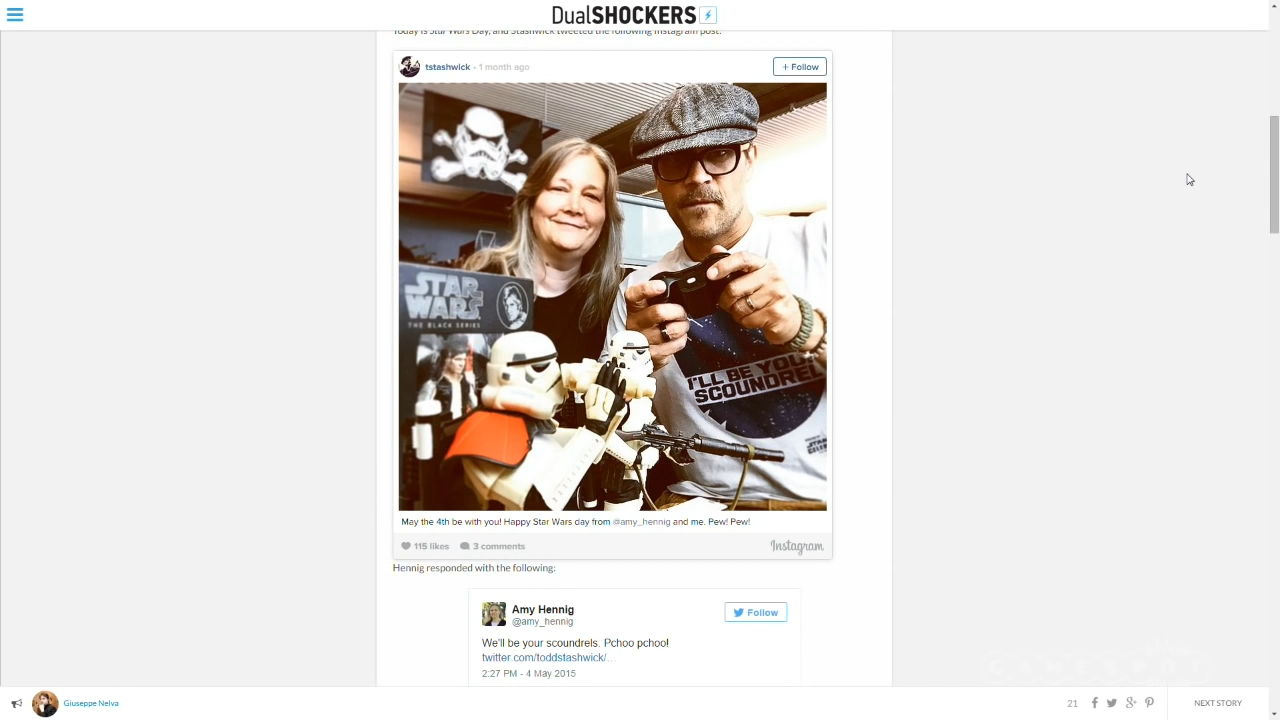 DualSHOCKERS
Today is Star Wars Day, and Stashwick tweeted the following Instagram post:
tstashwick - 1 month ago
+ Follow
STAR
WARS
THE BLACK SERIES
I'LL BE YOUR
SCOUNDREL
May the 4th be with you! Happy Star Wars day from @amy_hennig and me. Pew! Pew!
115 likes 3 comments
Instagram
Hennig responded with the following:
Amy Hennig
@amy_hennig
Follow
We'll be your scoundrels. Pchoo pchoo!
twitter.com/toddstashwick/…
2:27 PM - 4 May 2015
Giuseppe Nelva
21
NEXT STORY